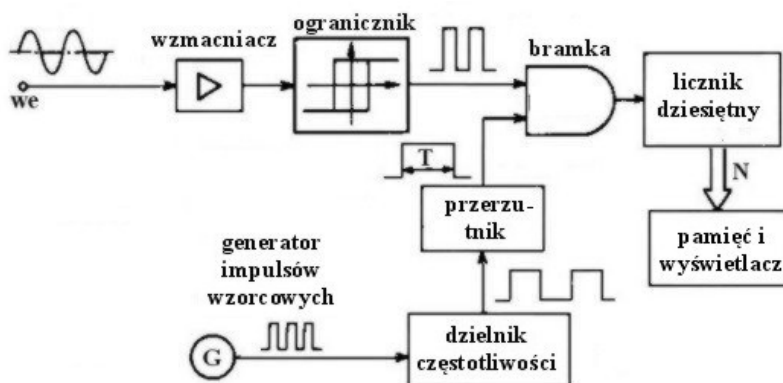 wzmacniacz
ogranicznik
bramka
licznik
dziesiętny
we
T
N
przerzu-
tnik
pamięć i
wyświetlacz
generator
impulsów
wzorcowych
G
dzielnik
częstotliwości